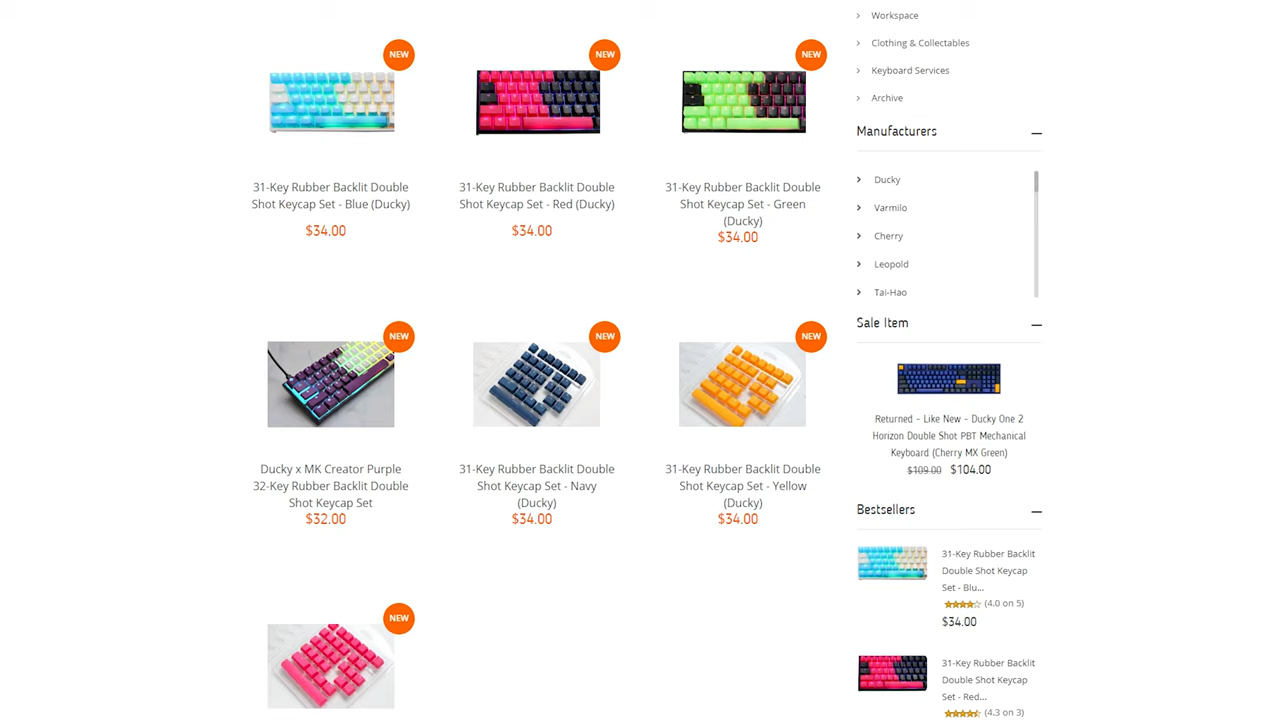 NEW
NEW
NEW
31-Key Rubber Backlit Double
Shot Keycap Set - Blue (Ducky)
$34.00
31-Key Rubber Backlit Double
Shot Keycap Set - Red (Ducky)
$34.00
31-Key Rubber Backlit Double
Shot Keycap Set - Green
(Ducky)
$34.00
NEW
NEW
NEW
Ducky x MK Creator Purple
32-Key Rubber Backlit Double
Shot Keycap Set
$32.00
31-Key Rubber Backlit Double
Shot Keycap Set - Navy
(Ducky)
$34.00
31-Key Rubber Backlit Double
Shot Keycap Set - Yellow
(Ducky)
$34.00
NEW
Workspace
Clothing & Collectables
Keyboard Services
Archive
Manufacturers
Ducky
Varmilo
Cherry
Leopold
Tai-Hao
Sale Item
Returned - Like New - Ducky One 2
Horizon Double Shot PBT Mechanical
Keyboard (Cherry MX Green)
$109.00 $104.00
Bestsellers
31-Key Rubber Backlit
Double Shot Keycap
Set - Blu...
(4.0 on 5)
$34.00
31-Key Rubber Backlit
Double Shot Keycap
Set - Red...
(4.3 on 3)